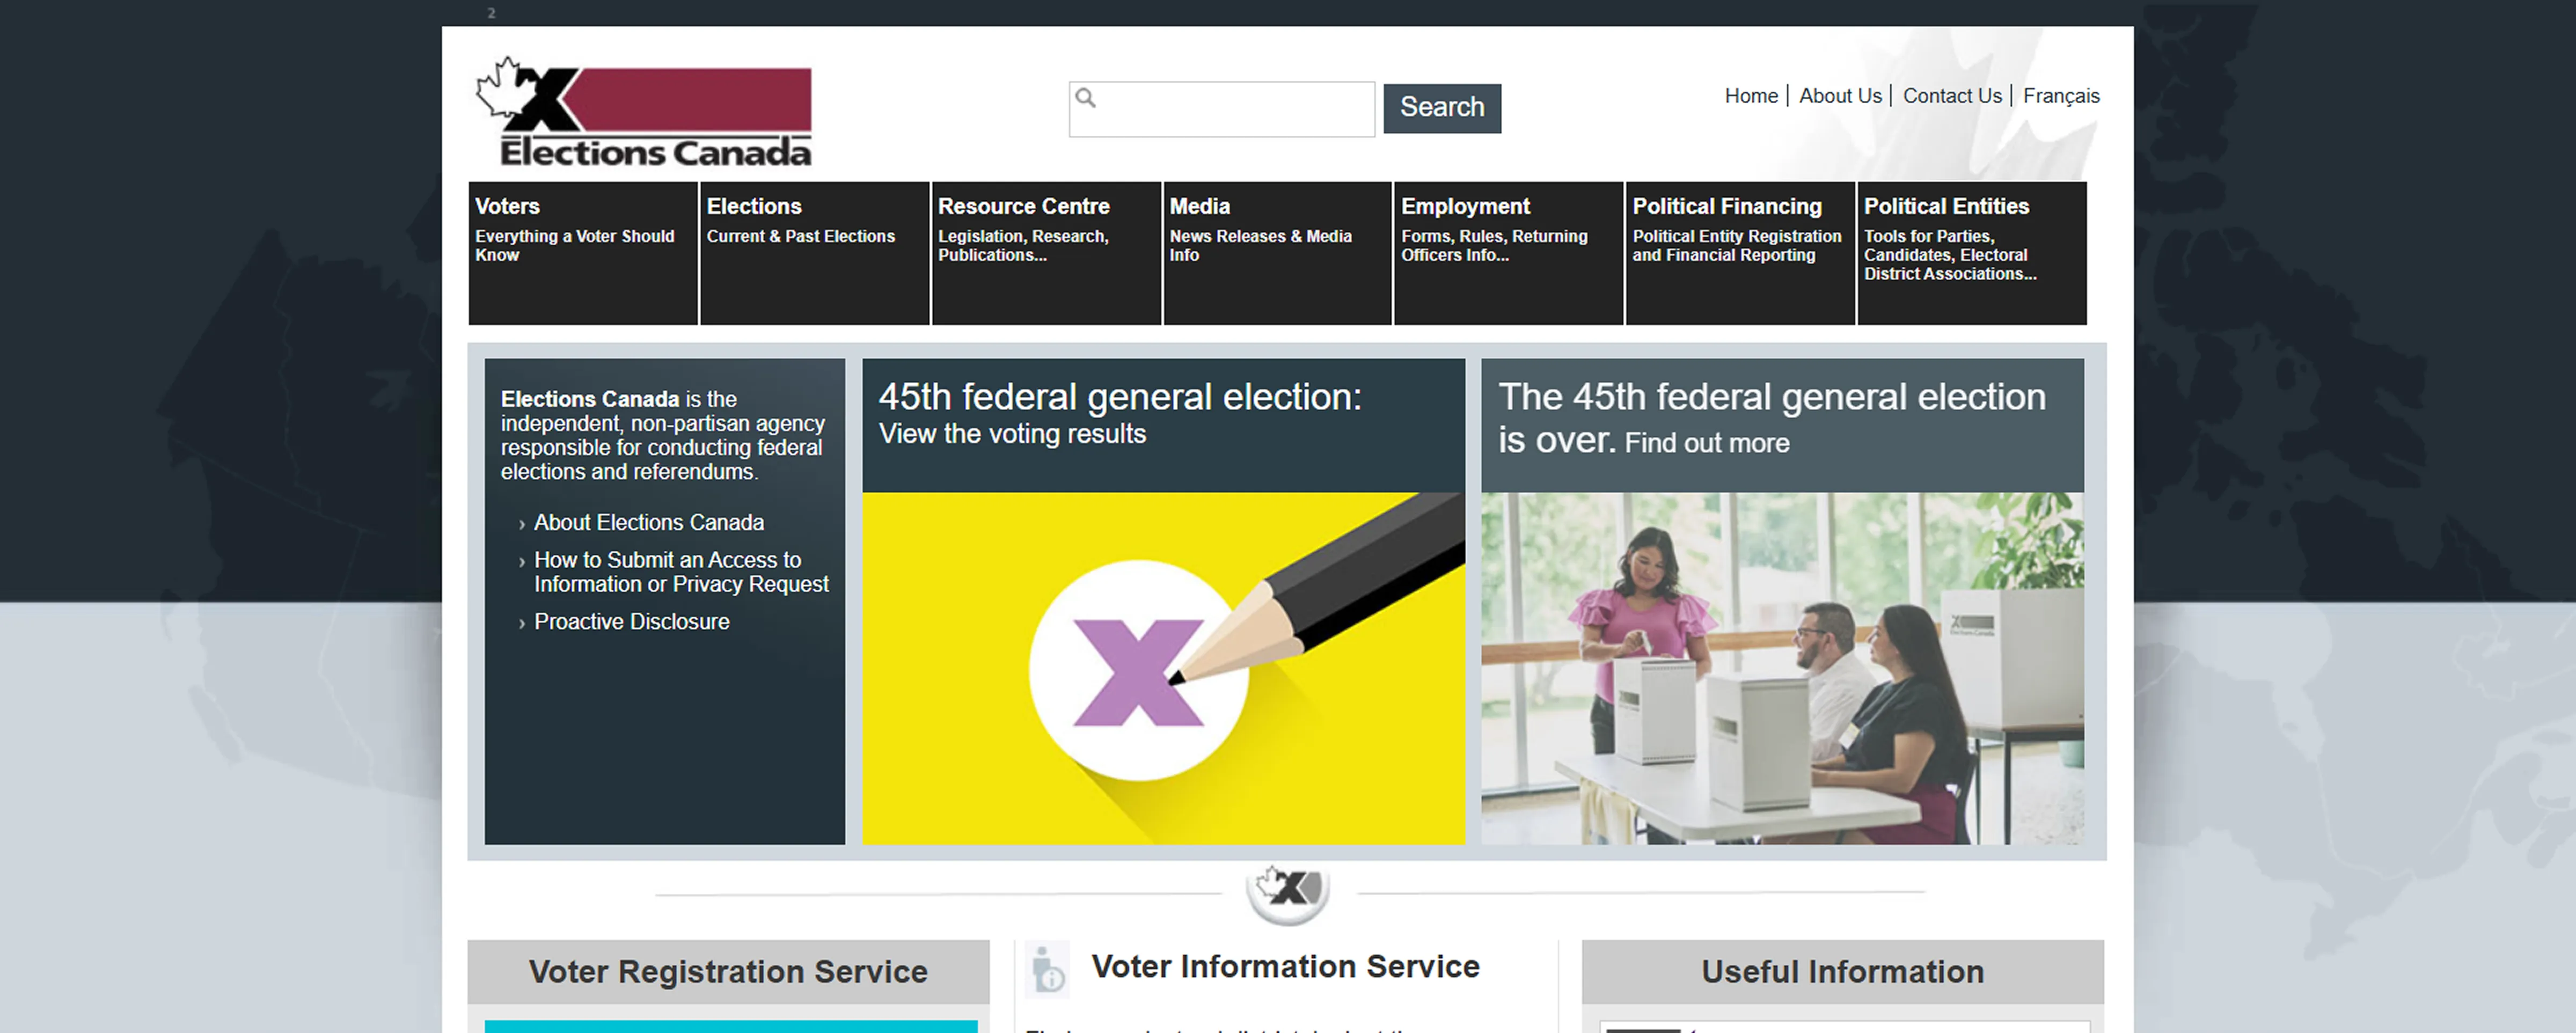 2
Elections Canada
Search
Home
About Us
Contact Us
Français
Voters
Everything a Voter Should
Know
Elections
Current & Past Elections
Resource Centre
Legislation, Research,
Publications...
Media
News Releases & Media
Info
Employment
Forms, Rules, Returning
Officers Info...
Political Financing
Political Entity Registration
and Financial Reporting
Political Entities
Tools for Parties,
Candidates, Electoral
District Associations...
Elections Canada is the
independent, non-partisan agency
responsible for conducting federal
elections and referendums.
› About Elections Canada
› How to Submit an Access to
Information or Privacy Request
› Proactive Disclosure
45th federal general election:
View the voting results
X
The 45th federal general election
is over. Find out more
Elections Canada
Voter Registration Service
Voter Information Service
Useful Information